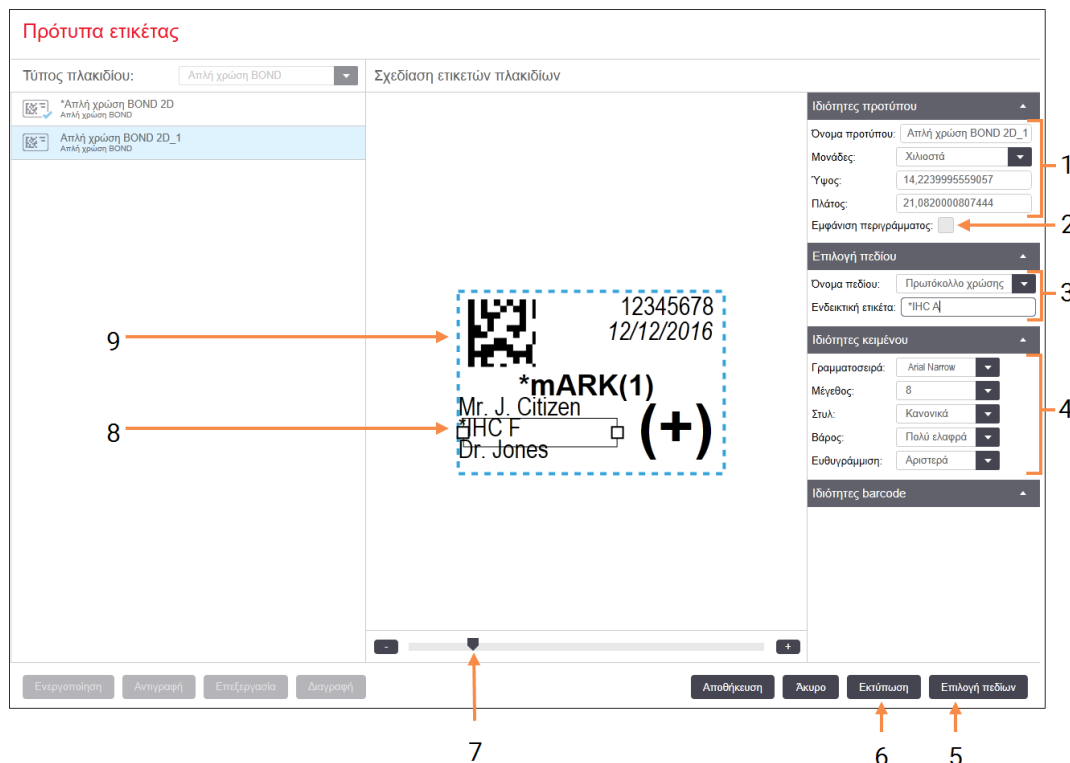 Πρότυπα ετικέτας
Τύπος πλακιδίου: Απλή χρώση BOND
Σχεδίαση ετικετών πλακιδίων
*Απλή χρώση BOND 2D
Απλή χρώση BOND
Απλή χρώση BOND 2D_1
Απλή χρώση BOND
12345678
12/12/2016
*mARK(1)
Mr. J. Citizen
*IHC F
(+)
Dr. Jones
Ιδιότητες προτύπου
Όνομα προτύπου: Απλή χρώση BOND 2D_1
Μονάδες: Χιλιοστά
Ύψος: 14,2239995559057
Πλάτος: 21,0820000807444
Εμφάνιση περιγράμματος:
Επιλογή πεδίου
Όνομα πεδίου: Πρωτόκολλο χρώσης
Ενδεικτική ετικέτα: *IHC A
Ιδιότητες κειμένου
Γραμματοσειρά: Arial Narrow
Μέγεθος: 8
Στυλ: Κανονικά
Βάρος: Πολύ ελαφρά
Ευθυγράμμιση: Αριστερά
Ιδιότητες barcode
1
2
3
4
9
8
- +
Ενεργοποίηση Αντιγραφή Επεξεργασία Διαγραφή
Αποθήκευση Άκυρο Εκτύπωση Επιλογή πεδίων
7
6
5